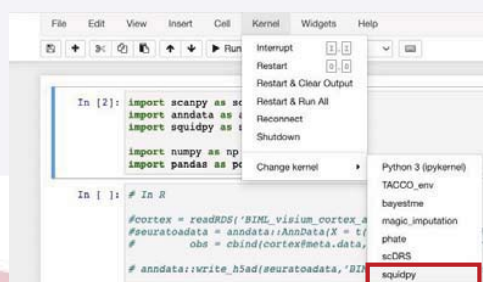 File Edit View Insert Cell Kernel Widgets Help
Run
Interrupt I, I
Restart 0, 0
Restart & Clear Output
Restart & Run All
Reconnect
Shutdown
Change kernel
Python 3 (ipykernel)
TACCO_env
bayestme
magic_imputation
phate
scDRS
squidpy
In [2]: import scanpy as sc
import anndata as a
import squidpy as s
import numpy as np
import pandas as pd
In [ ]: # In R
#cortex = readRDS('BIML_visium_cortex_a
#seuratoadata = anndata::AnnData(X = t(
# obs = cbind(cortex@meta.data,
# anndata::write_h5ad(seuratoadata,'BIM